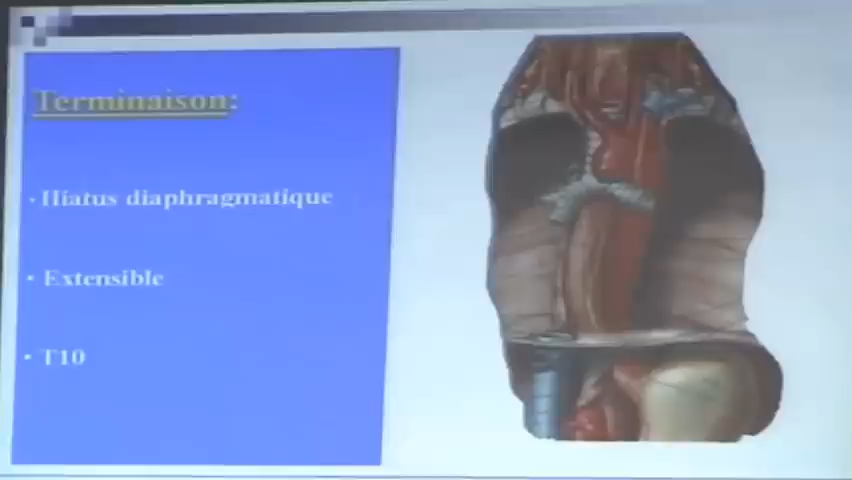 Terminaison:
• Hiatus diaphragmatique
• Extensible
• T10